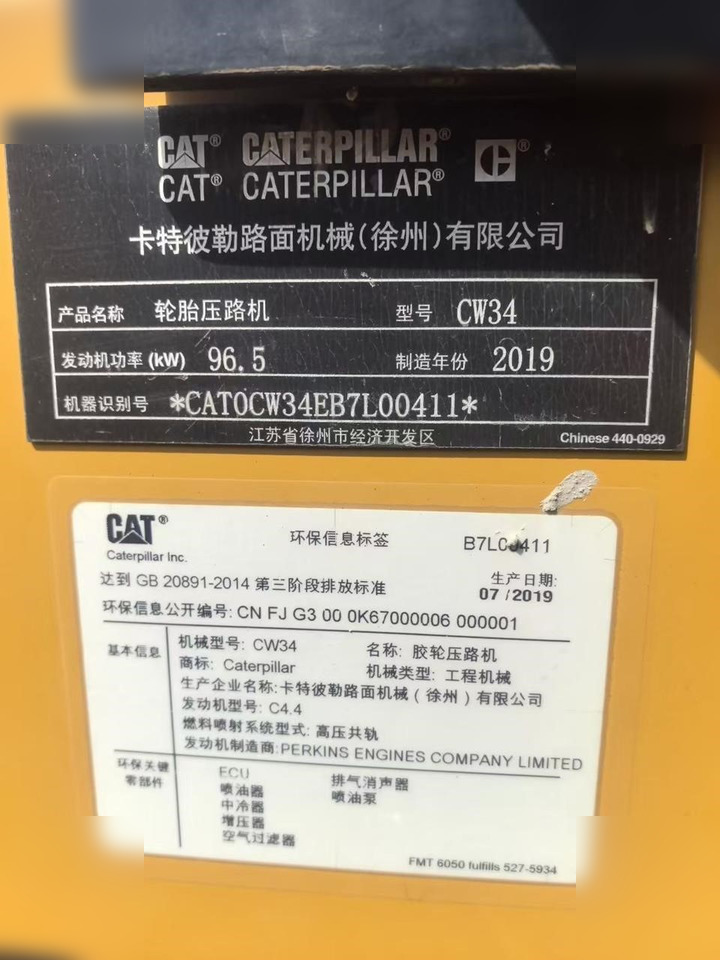 CAT® CATERPILLAR® ®
CAT® CATERPILLAR®
卡特彼勒路面机械(徐州)有限公司
产品名称 轮胎压路机 型号 CW34
发动机功率(kW) 96.5 制造年份 2019
机器识别号 *CAT0CW34EB7L00411*
江苏省徐州市经济开发区 Chinese 440-0929
CAT® 环保信息标签 B7L00411
Caterpillar Inc.
达到 GB 20891-2014 第三阶段排放标准 生产日期:
07 /2019
环保信息公开编号: CN FJ G3 00 0K67000006 000001
基本信息 机械型号: CW34 名称: 胶轮压路机
商标: Caterpillar 机械类型: 工程机械
生产企业名称:卡特彼勒路面机械(徐州)有限公司
发动机型号: C4.4
燃料喷射系统型式: 高压共轨
发动机制造商:PERKINS ENGINES COMPANY LIMITED
环保关键 ECU 排气消声器
零部件 喷油器 喷油泵
中冷器
增压器
空气过滤器
FMT 6050 fulfills 527-5934